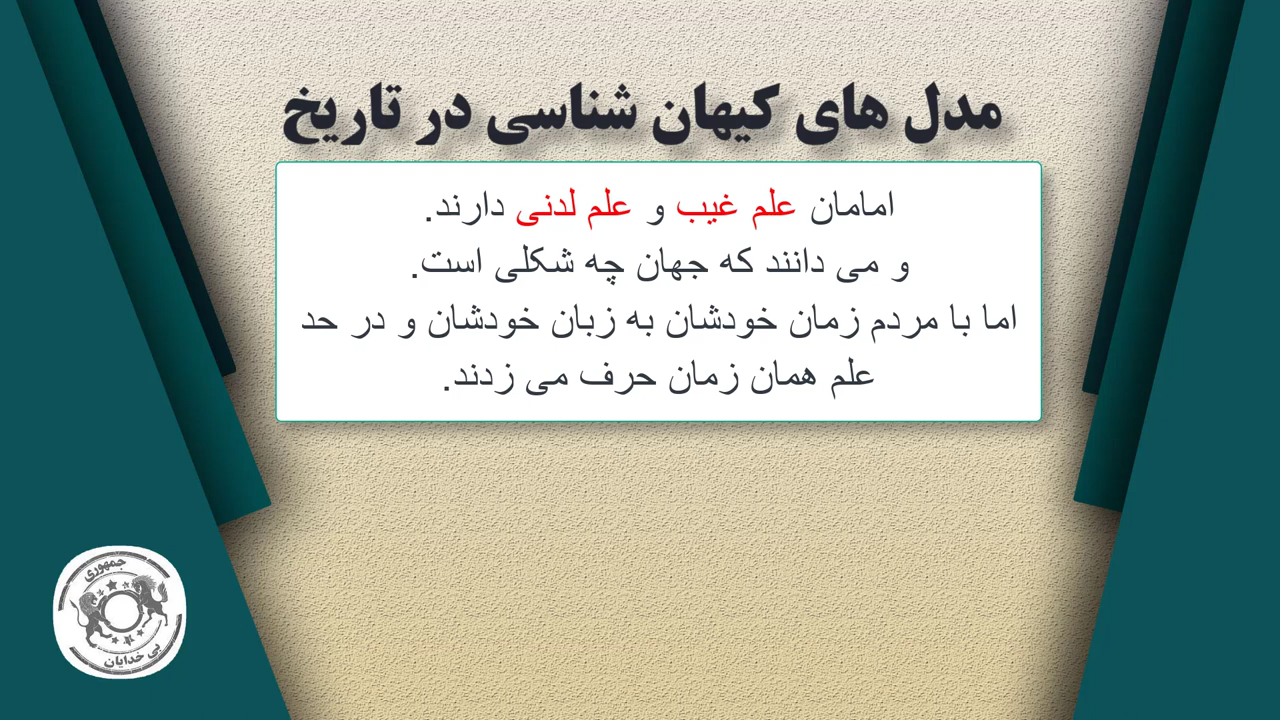 مدل های کیهان شناسی در تاریخ
امامان علم غیب و علم لدنی دارند.
و می دانند که جهان چه شکلی است.
اما با مردم زمان خودشان به زبان خودشان و در حد
علم همان زمان حرف می زدند.
جمهوری
بی خدایان